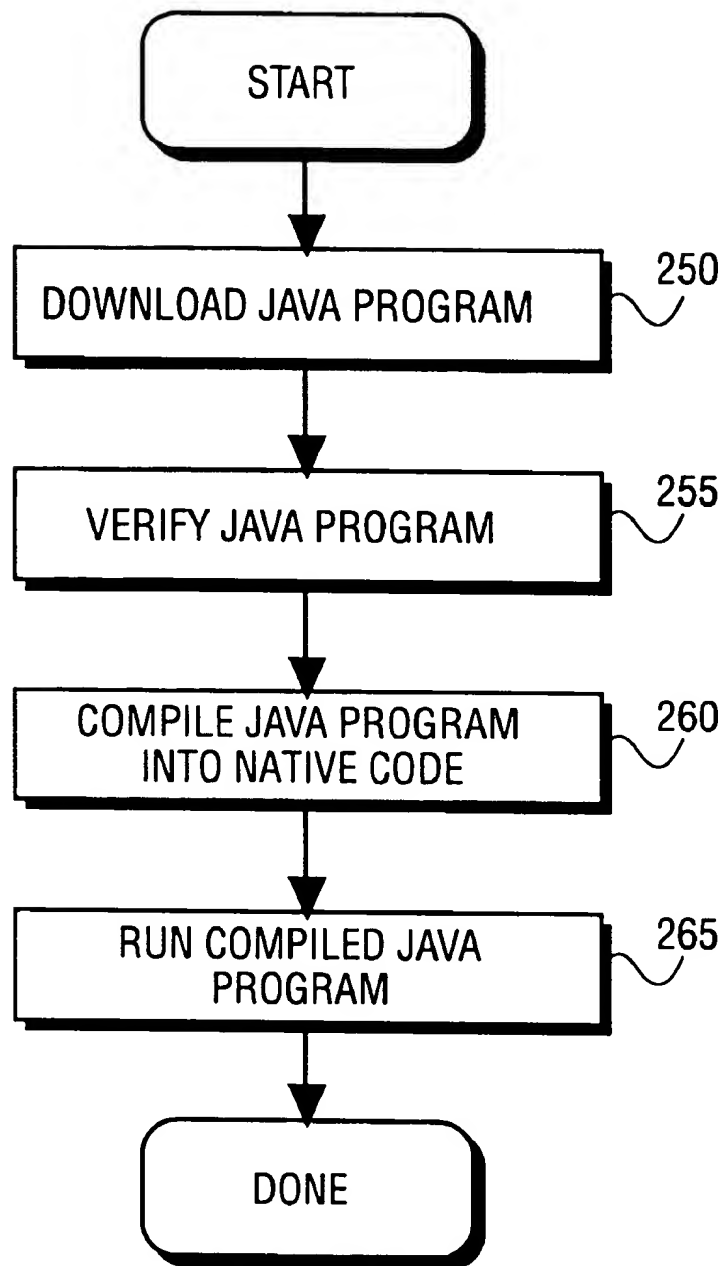 START
DOWNLOAD JAVA PROGRAM
250
VERIFY JAVA PROGRAM
255
COMPILE JAVA PROGRAM
INTO NATIVE CODE
260
RUN COMPILED JAVA
PROGRAM
265
DONE